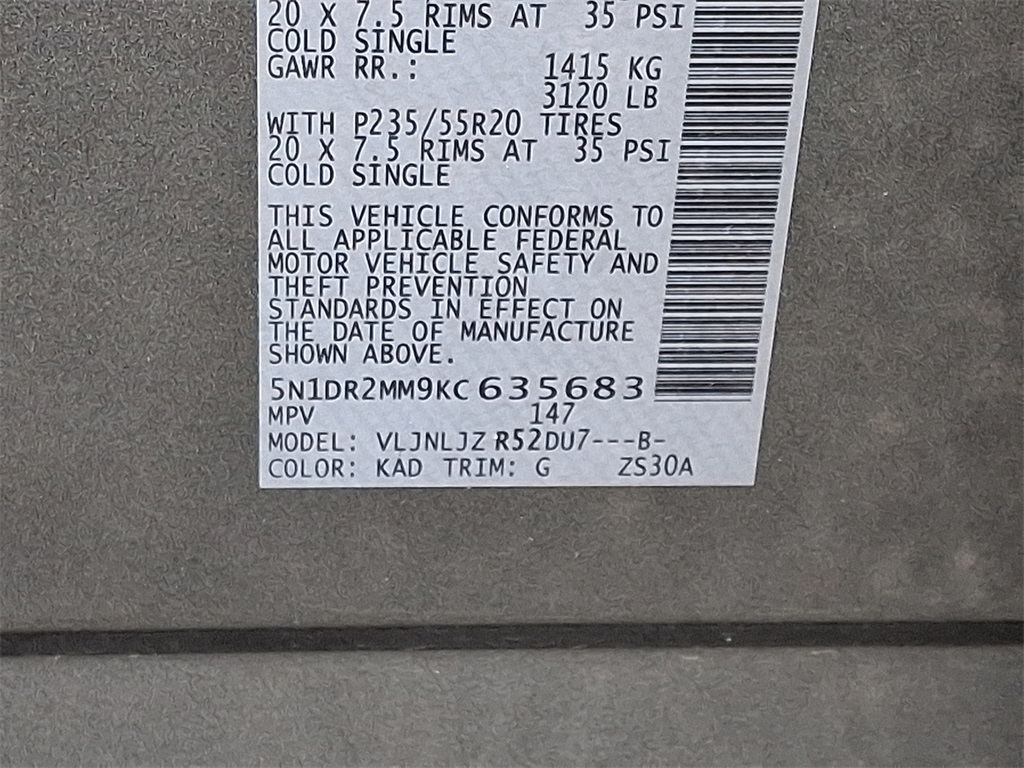 20 X 7.5 RIMS AT 35 PSI
COLD SINGLE
GAWR RR.: 1415 KG
3120 LB
WITH P235/55R20 TIRES
20 X 7.5 RIMS AT 35 PSI
COLD SINGLE
THIS VEHICLE CONFORMS TO
ALL APPLICABLE FEDERAL
MOTOR VEHICLE SAFETY AND
THEFT PREVENTION
STANDARDS IN EFFECT ON
THE DATE OF MANUFACTURE
SHOWN ABOVE.
5N1DR2MM9KC635683
MPV 147
MODEL: VLJNLJZ R52DU7---B-
COLOR: KAD TRIM: G ZS30A